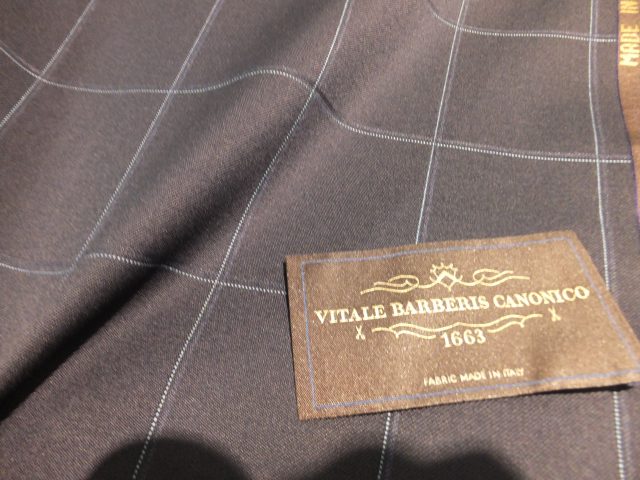 MADE IN
VITALE BARBERIS CANONICO
1663
FABRIC MADE IN ITALY